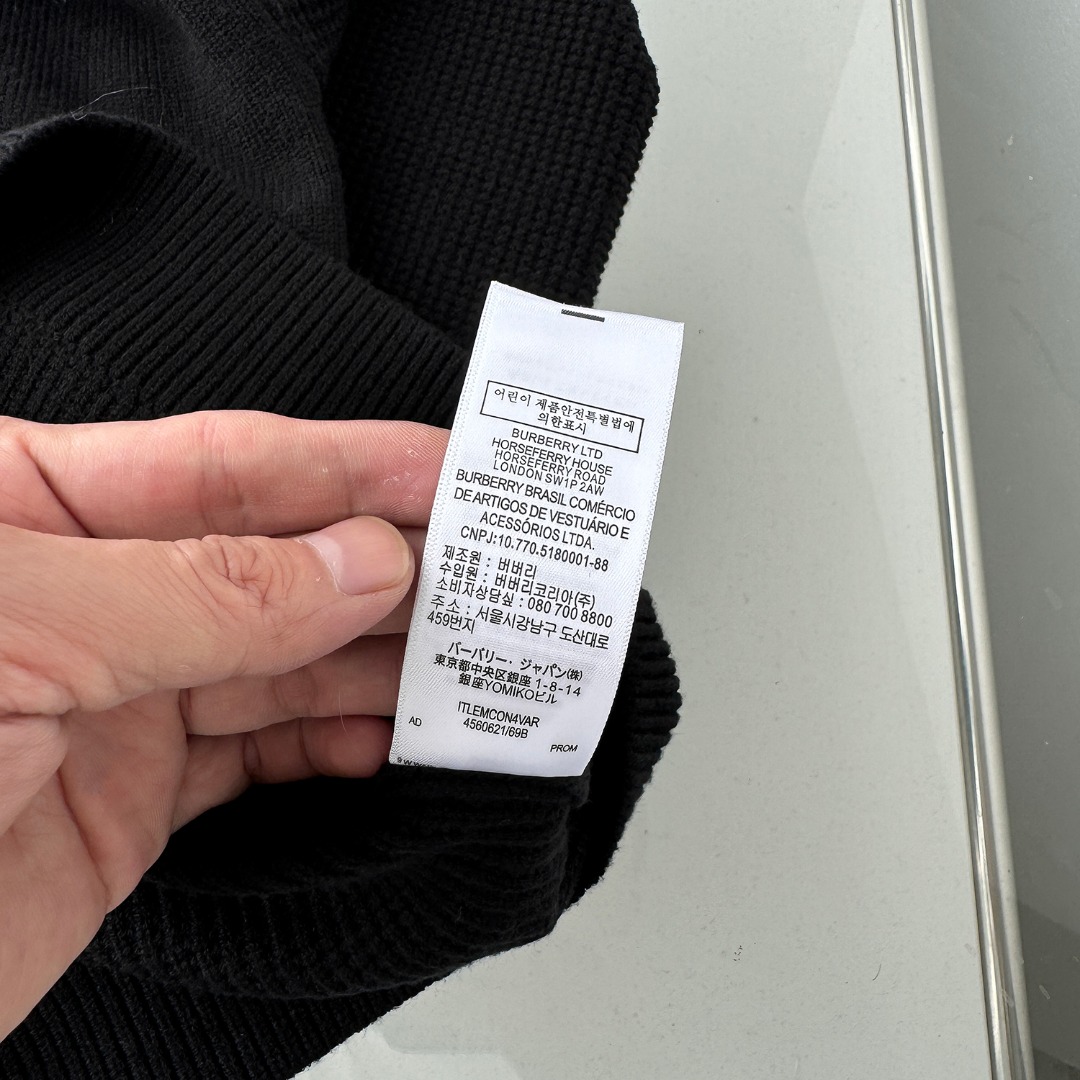 어린이 제품안전특별법에
의한표시
BURBERRY LTD
HORSEFERRY HOUSE
HORSEFERRY ROAD
LONDON SW1P 2AW
BURBERRY BRASIL COMÉRCIO
DE ARTIGOS DE VESTUÁRIO E
ACESSÓRIOS LTDA.
CNPJ:10.770.5180001-88
제조원 : 버버리
수입원 : 버버리코리아(주)
소비자상담싶 : 080 700 8800
주 소 : 서울시강남구 도산대로
459번지
バーバリー・ジャパン(株)
東京都中央区銀座 1-8-14
銀座YOMIKOビル
ITLEMCON4VAR
AD 4560621/69B
PROM